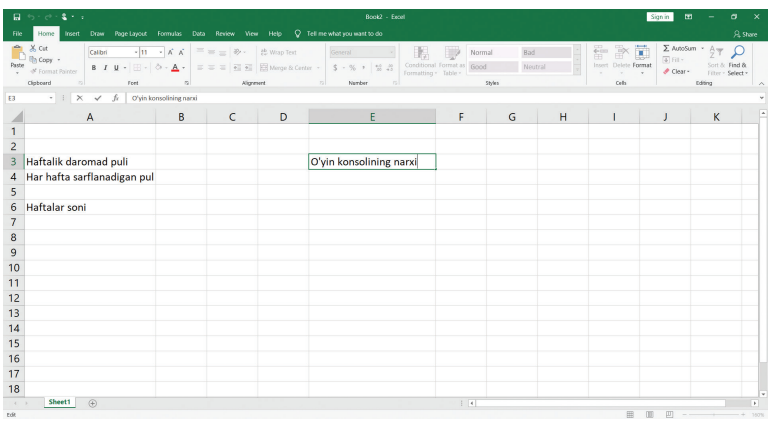 Book2 - Excel
Sign in
File Home Insert Draw Page Layout Formulas Data Review View Help Tell me what you want to do Share
Paste
Cut
Copy
Format Painter
Clipboard
Calibri 11 A A
B I U A
Font
Wrap Text
Merge & Center
Alignment
General
$ % ,
Number
Conditional Formatting
Format as Table
Normal Bad
Good Neutral
Styles
Insert Delete Format
Cells
AutoSum
Fill
Clear
Sort & Filter
Find & Select
Editing
E3 fx O'yin konsolining narxi
A B C D E F G H I J K
1
2
3 Haftalik daromad puli O'yin konsolining narxi
4 Har hafta sarflanadigan pul
5
6 Haftalar soni
7
8
9
10
11
12
13
14
15
16
17
18
Sheet1
Edit 100%